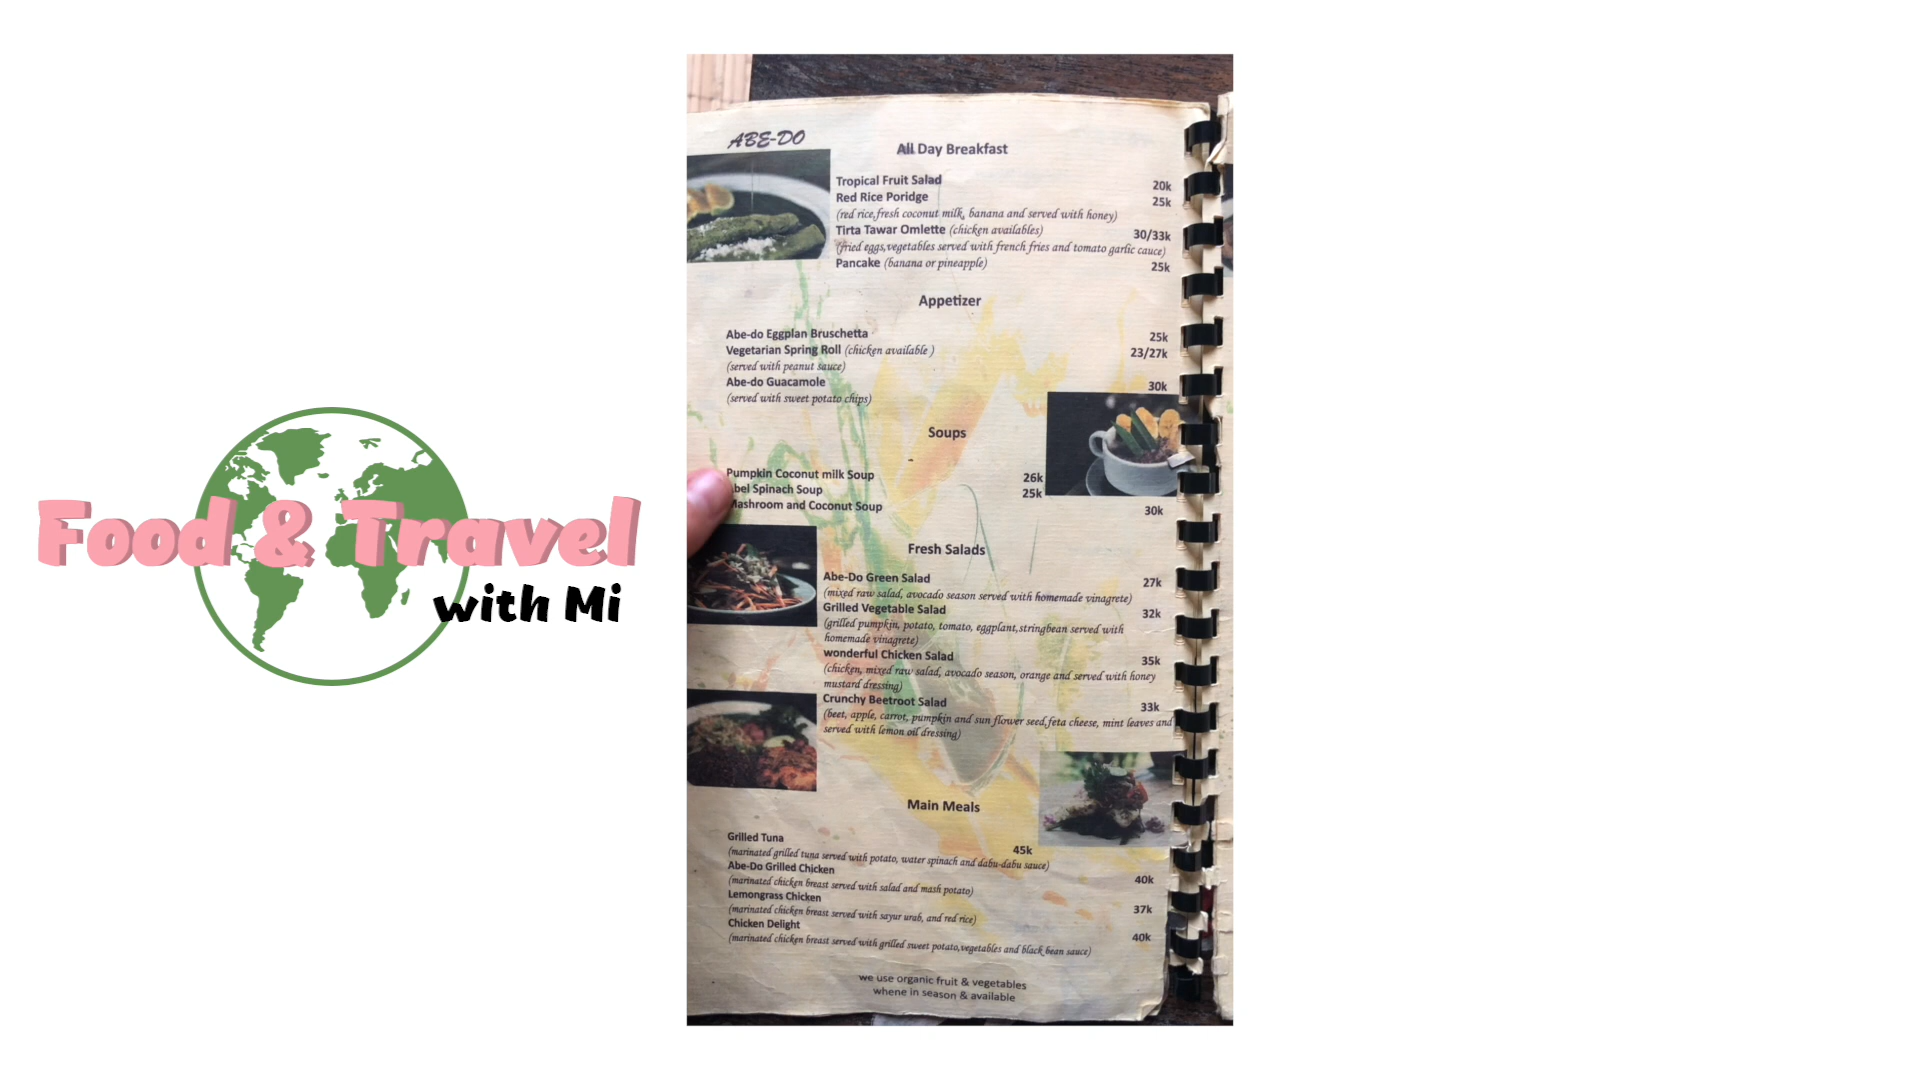 Food & Travel
with Mi
ABE-DO
All Day Breakfast
Tropical Fruit Salad 20k
Red Rice Poridge 25k
(red rice,fresh coconut milk, banana and served with honey)
Tirta Tawar Omlette (chicken availables) 30/33k
(fried eggs,vegetables served with french fries and tomato garlic cauce)
Pancake (banana or pineapple) 25k
Appetizer
Abe-do Eggplan Bruschetta 25k
Vegetarian Spring Roll (chicken available ) 23/27k
(served with peanut sauce)
Abe-do Guacamole 30k
(served with sweet potato chips)
Soups
Pumpkin Coconut milk Soup 26k
bel Spinach Soup 25k
Mashroom and Coconut Soup 30k
Fresh Salads
Abe-Do Green Salad 27k
(mixed raw salad, avocado season served with homemade vinagrete)
Grilled Vegetable Salad 32k
(grilled pumpkin, potato, tomato, eggplant,stringbean served with
homemade vinagrete)
wonderful Chicken Salad 35k
(chicken, mixed raw salad, avocado season, orange and served with honey
mustard dressing)
Crunchy Beetroot Salad 33k
(beet, apple, carrot, pumpkin and sun flower seed,feta cheese, mint leaves and
served with lemon oil dressing)
Main Meals
Grilled Tuna 45k
(marinated grilled tuna served with potato, water spinach and dabu-dabu sauce)
Abe-Do Grilled Chicken 40k
(marinated chicken breast served with salad and mash potato)
Lemongrass Chicken 37k
(marinated chicken breast served with sayur urab, and red rice)
Chicken Delight 40k
(marinated chicken breast served with grilled sweet potato,vegetables and black bean sauce)
we use organic fruit & vegetables
whene in season & available